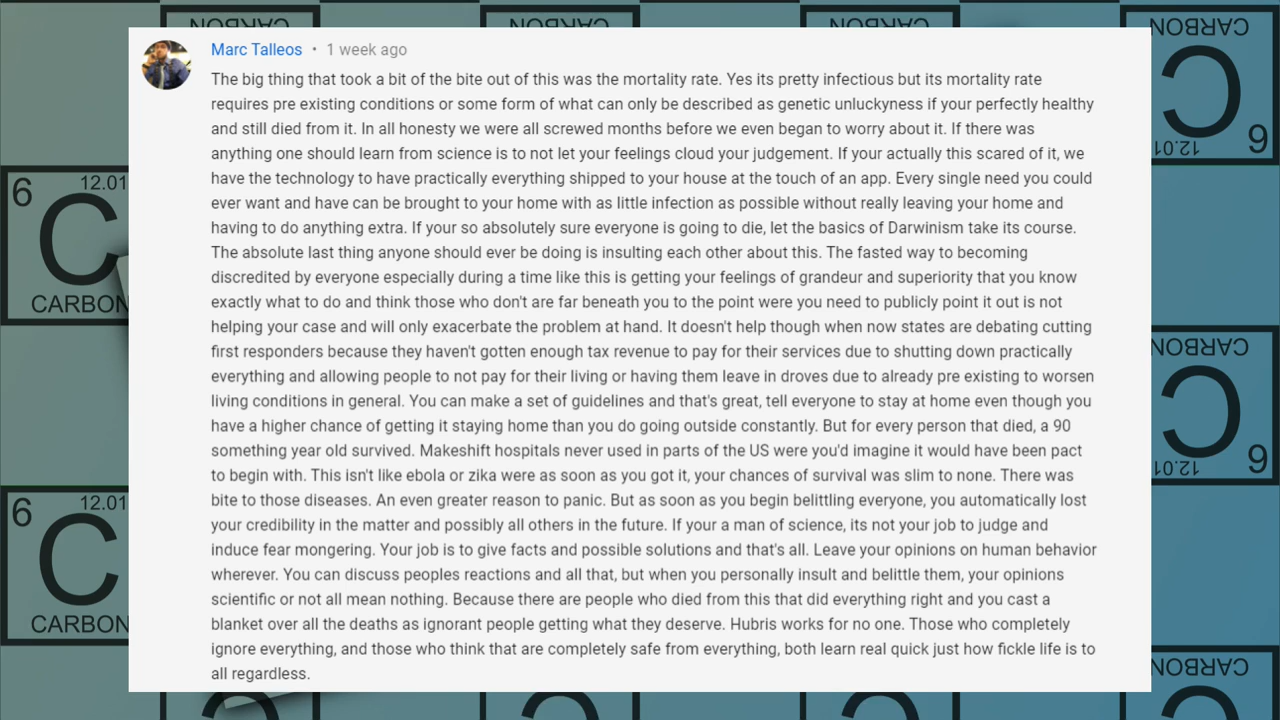 CARBON
CARBON
CARBON
CARBON
C
6
12.01
6
12.01
C
CARBON
CARBON
C
6
12.01
6
12.01
C
CARBON
CARBON
C
C
C
C
Marc Talleos • 1 week ago
The big thing that took a bit of the bite out of this was the mortality rate. Yes its pretty infectious but its mortality rate
requires pre existing conditions or some form of what can only be described as genetic unluckyness if your perfectly healthy
and still died from it. In all honesty we were all screwed months before we even began to worry about it. If there was
anything one should learn from science is to not let your feelings cloud your judgement. If your actually this scared of it, we
have the technology to have practically everything shipped to your house at the touch of an app. Every single need you could
ever want and have can be brought to your home with as little infection as possible without really leaving your home and
having to do anything extra. If your so absolutely sure everyone is going to die, let the basics of Darwinism take its course.
The absolute last thing anyone should ever be doing is insulting each other about this. The fasted way to becoming
discredited by everyone especially during a time like this is getting your feelings of grandeur and superiority that you know
exactly what to do and think those who don't are far beneath you to the point were you need to publicly point it out is not
helping your case and will only exacerbate the problem at hand. It doesn't help though when now states are debating cutting
first responders because they haven't gotten enough tax revenue to pay for their services due to shutting down practically
everything and allowing people to not pay for their living or having them leave in droves due to already pre existing to worsen
living conditions in general. You can make a set of guidelines and that's great, tell everyone to stay at home even though you
have a higher chance of getting it staying home than you do going outside constantly. But for every person that died, a 90
something year old survived. Makeshift hospitals never used in parts of the US were you'd imagine it would have been pact
to begin with. This isn't like ebola or zika were as soon as you got it, your chances of survival was slim to none. There was
bite to those diseases. An even greater reason to panic. But as soon as you begin belittling everyone, you automatically lost
your credibility in the matter and possibly all others in the future. If your a man of science, its not your job to judge and
induce fear mongering. Your job is to give facts and possible solutions and that's all. Leave your opinions on human behavior
wherever. You can discuss peoples reactions and all that, but when you personally insult and belittle them, your opinions
scientific or not all mean nothing. Because there are people who died from this that did everything right and you cast a
blanket over all the deaths as ignorant people getting what they deserve. Hubris works for no one. Those who completely
ignore everything, and those who think that are completely safe from everything, both learn real quick just how fickle life is to
all regardless.